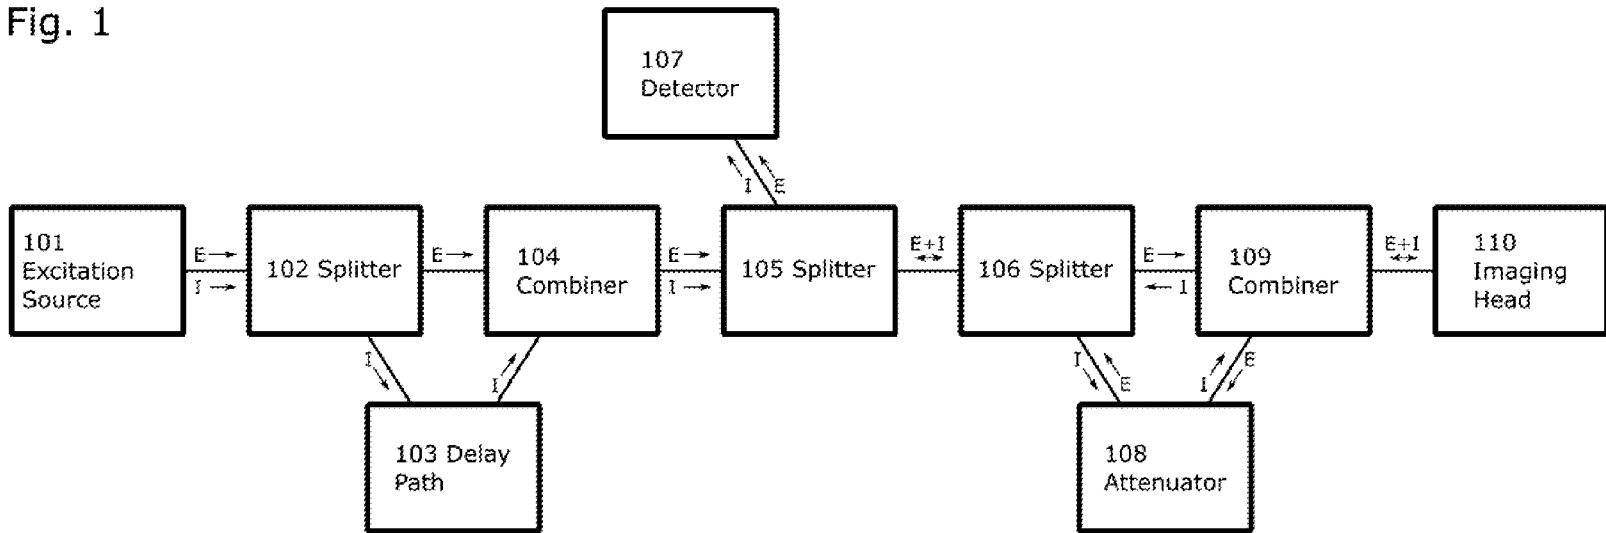 Fig. 1
107
Detector
I
E
101
Excitation
Source
E
I
102 Splitter
E
104
Combiner
E
I
105 Splitter
E+I
106 Splitter
E
I
109
Combiner
E+I
110
Imaging
Head
I
I
103 Delay
Path
I
E
I
E
108
Attenuator